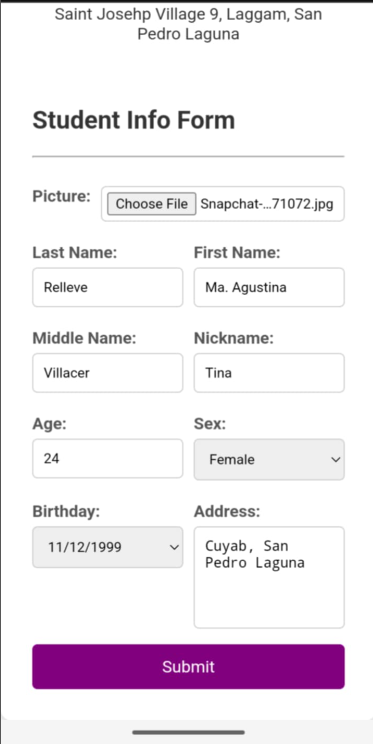 Saint Josehp Village 9, Laggam, San
Pedro Laguna
Student Info Form
Picture: Choose File Snapchat-...71072.jpg
Last Name: First Name:
Relleve Ma. Agustina
Middle Name: Nickname:
Villacer Tina
Age: Sex:
24 Female
Birthday: Address:
11/12/1999 Cuyab, San
Pedro Laguna
Submit